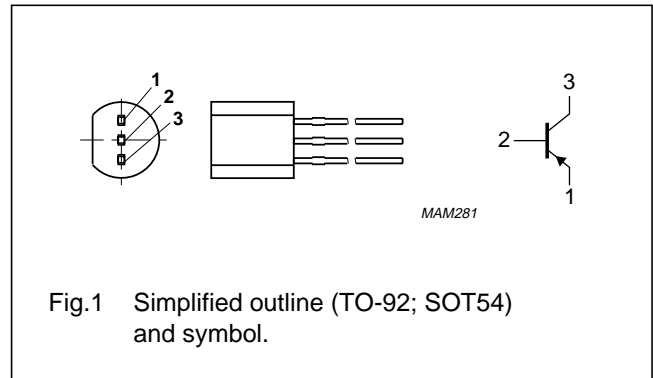 1
2
3
3
2
1
MAM281
Fig.1 Simplified outline (TO-92; SOT54)
and symbol.